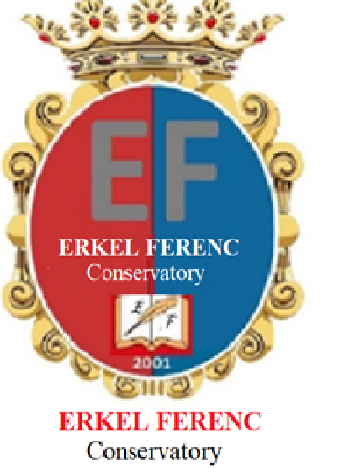 EF
ERKEL FERENC
Conservatory
E
F
2001
ERKEL FERENC
Conservatory